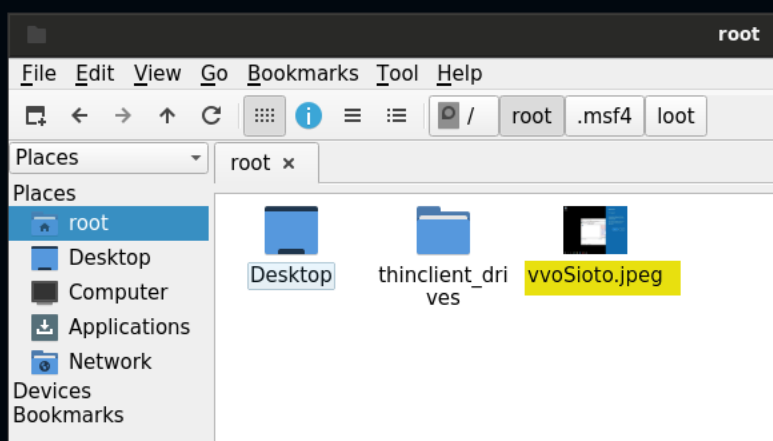 root
File Edit View Go Bookmarks Tool Help
/ root .msf4 loot
Places
root ×
Places
root
Desktop
Computer
Applications
Network
Devices
Bookmarks
Desktop
thinclient_dri
ves
vvoSioto.jpeg